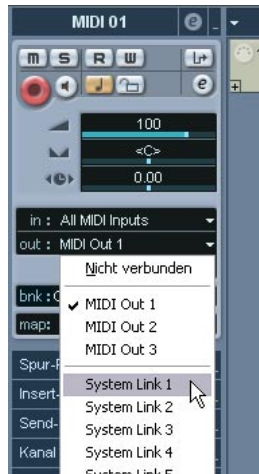 MIDI 01
M S R W
e
100
<C>
0.00
in : All MIDI Inputs
out : MIDI Out 1
Nicht verbunden
bnk :
MIDI Out 1
map:
MIDI Out 2
MIDI Out 3
Spur-
System Link 1
Insert-
System Link 2
Send-
System Link 3
Kanal
System Link 4